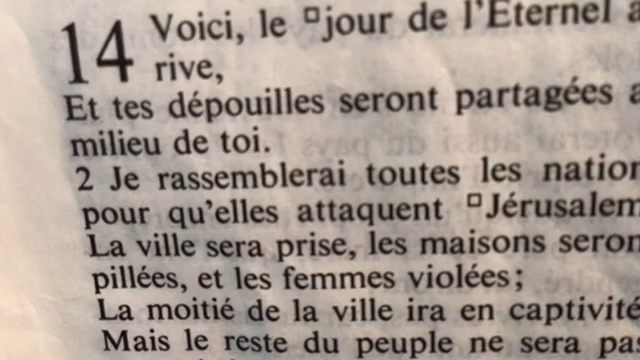 14 Voici, le ▫jour de l'Éternel a
rive,
Et tes dépouilles seront partagées a
milieu de toi.
2 Je rassemblerai toutes les nation
pour qu'elles attaquent ▫Jérusalem
La ville sera prise, les maisons seron
pillées, et les femmes violées;
La moitié de la ville ira en captivité
Mais le reste du peuple ne sera pas